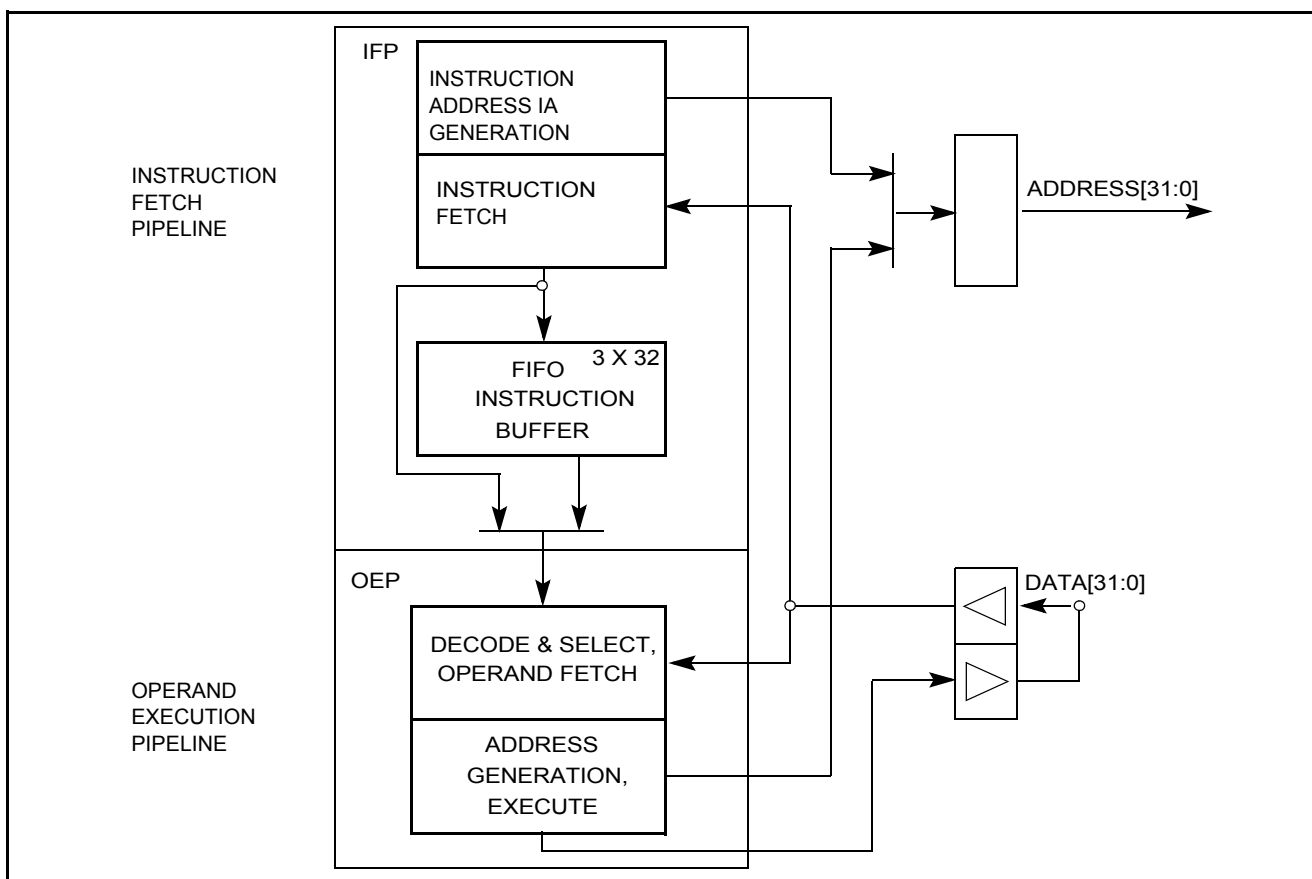 IFP
INSTRUCTION
ADDRESS IA
GENERATION
INSTRUCTION
FETCH
PIPELINE
INSTRUCTION
FETCH
ADDRESS[31:0]
3 X 32
FIFO
INSTRUCTION
BUFFER
OEP
DATA[31:0]
DECODE & SELECT,
OPERAND FETCH
OPERAND
EXECUTION
PIPELINE
ADDRESS
GENERATION,
EXECUTE